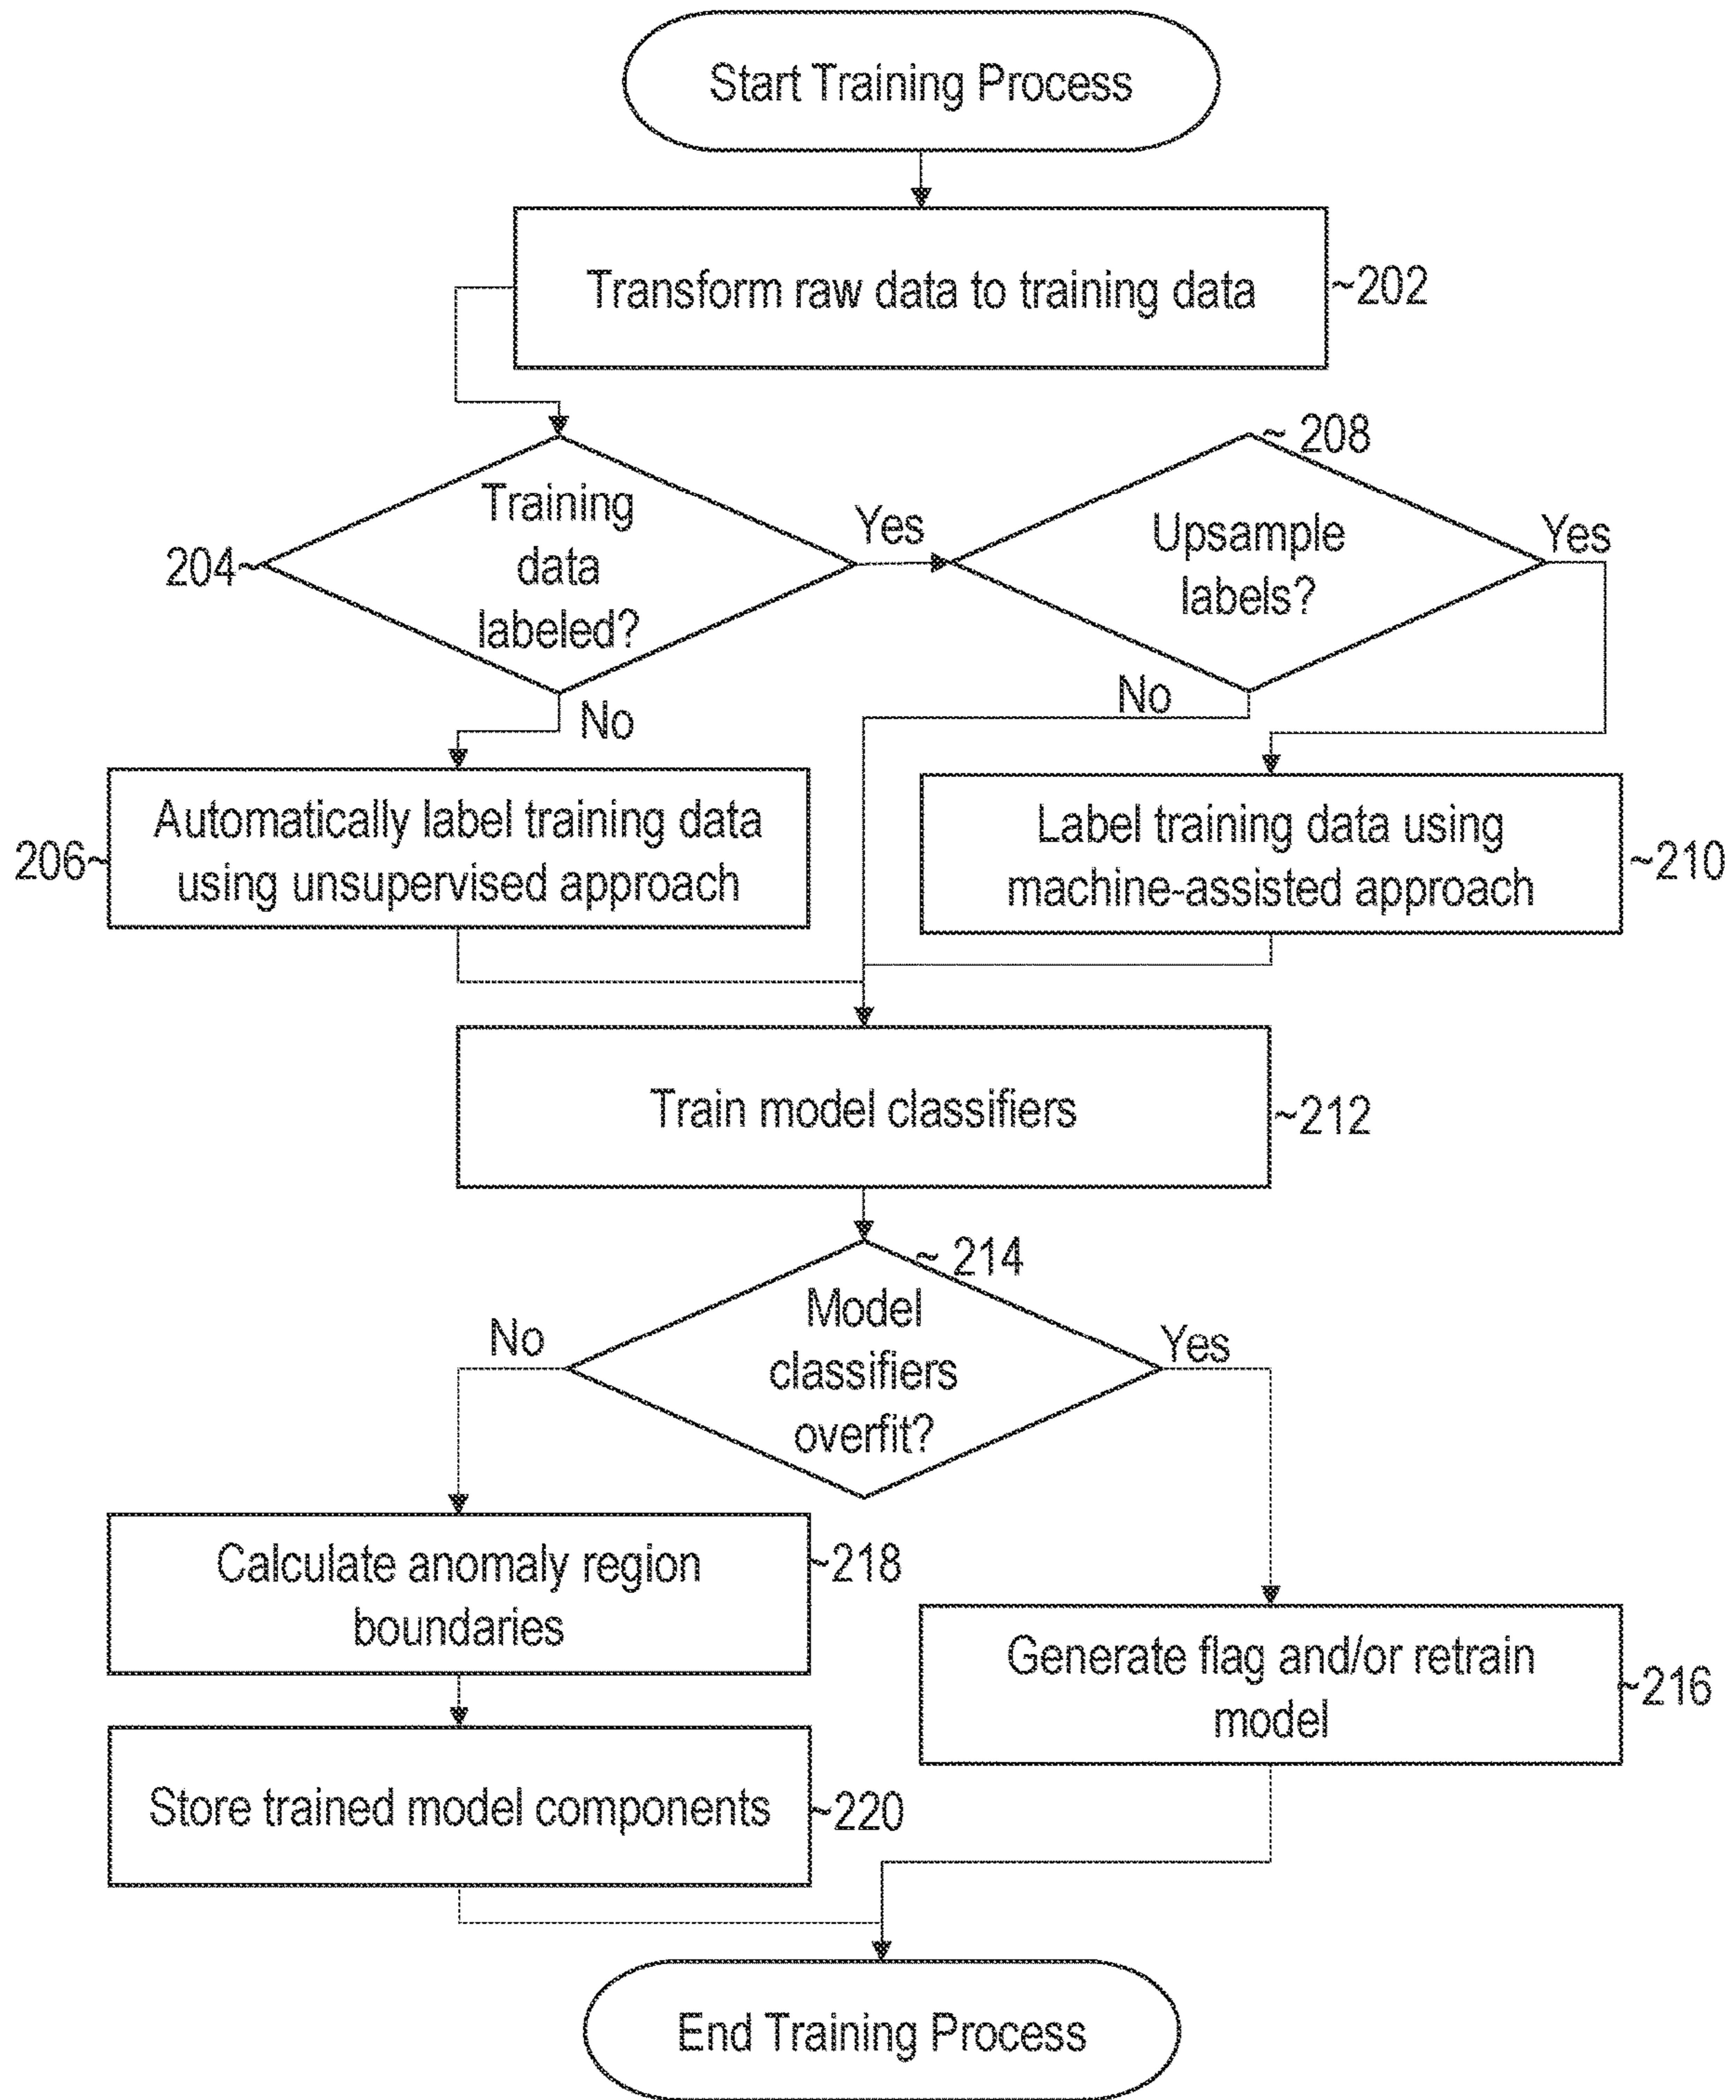 Start Training Process
Transform raw data to training data
~202
~ 208
Training
data
labeled?
204~
Yes
Upsample
labels?
Yes
No
No
Automatically label training data
using unsupervised approach
206~
Label training data using
machine-assisted approach
~210
Train model classifiers
~212
~ 214
Model
classifiers
overfit?
No
Yes
Calculate anomaly region
boundaries
~218
Generate flag and/or retrain
model
~216
Store trained model components
~220
End Training Process